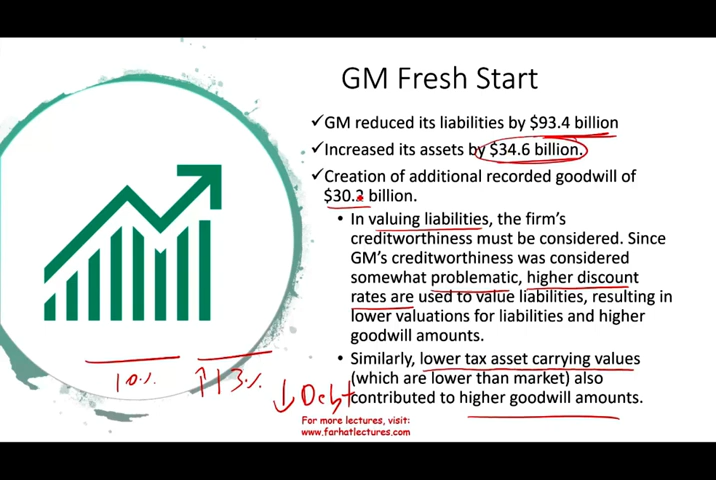 GM Fresh Start
✓GM reduced its liabilities by $93.4 billion
✓Increased its assets by $34.6 billion.
✓Creation of additional recorded goodwill of
$30.2 billion.
• In valuing liabilities, the firm's
creditworthiness must be considered. Since
GM's creditworthiness was considered
somewhat problematic, higher discount
rates are used to value liabilities, resulting in
lower valuations for liabilities and higher
goodwill amounts.
• Similarly, lower tax asset carrying values
(which are lower than market) also
contributed to higher goodwill amounts.
10% ↑13% ↓Debt
For more lectures, visit:
www.farhatlectures.com